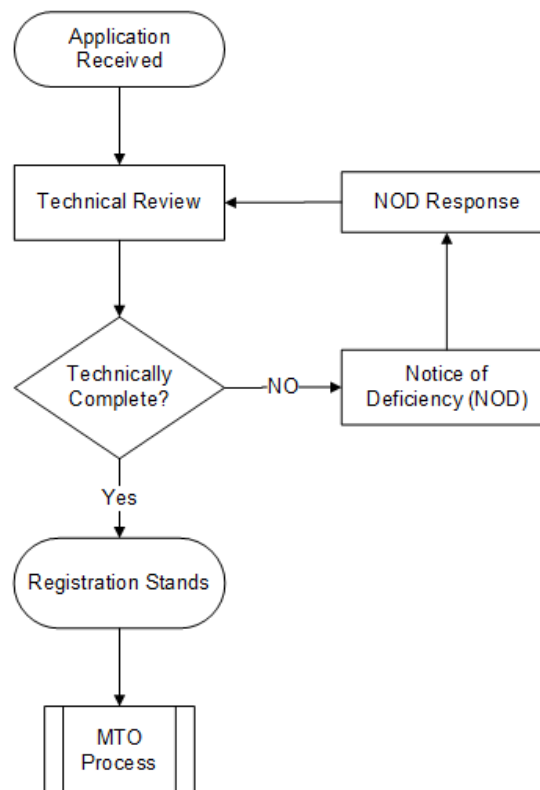 Application
Received
Technical Review
NOD Response
Technically
Complete?
NO
Notice of
Deficiency (NOD)
Yes
Registration Stands
MTO
Process